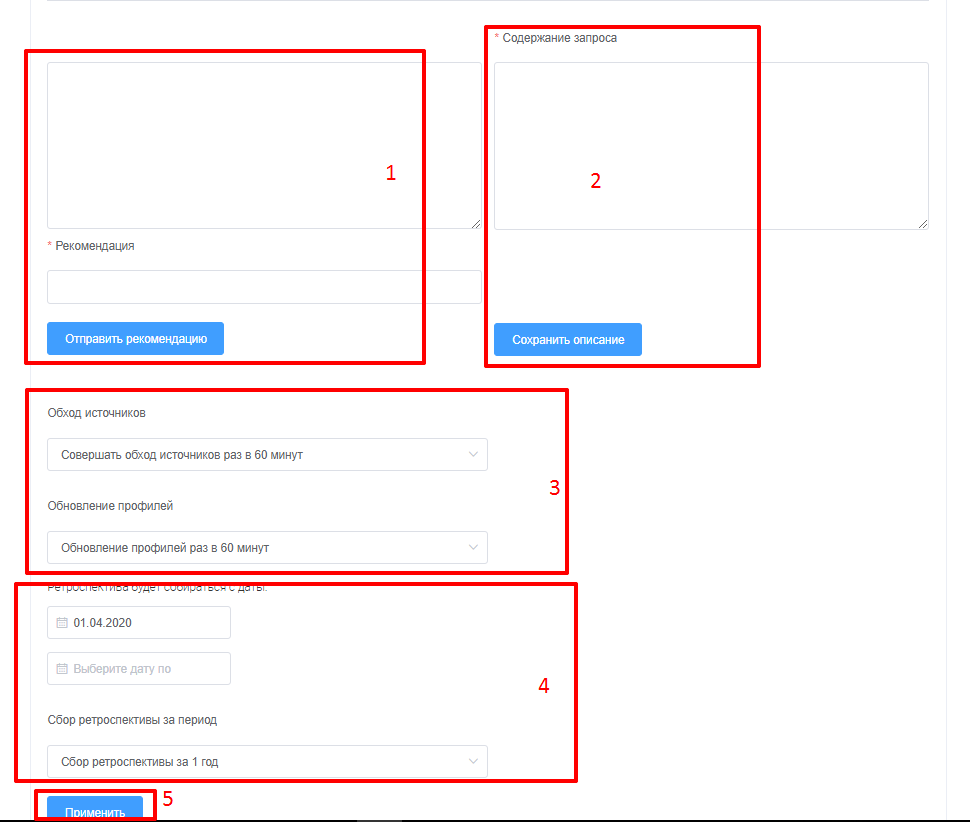 * Содержание запроса
1
2
* Рекомендация
Отправить рекомендацию
Сохранить описание
Обход источников
Совершать обход источников раз в 60 минут
3
Обновление профилей
Обновление профилей раз в 60 минут
Ретроспектива будет собираться с даты:
01.04.2020
Выберите дату по
4
Сбор ретроспективы за период
Сбор ретроспективы за 1 год
5
Применить